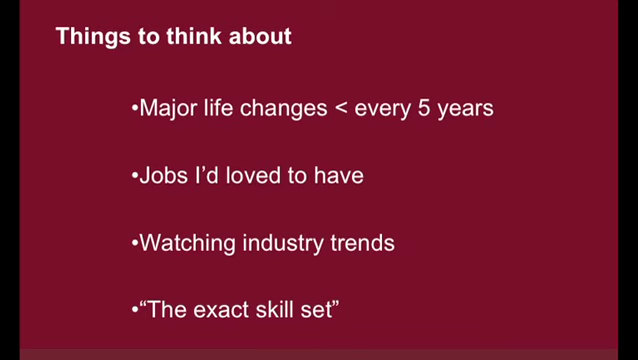 Things to think about
•Major life changes < every 5 years
•Jobs I’d loved to have
•Watching industry trends
•“The exact skill set”